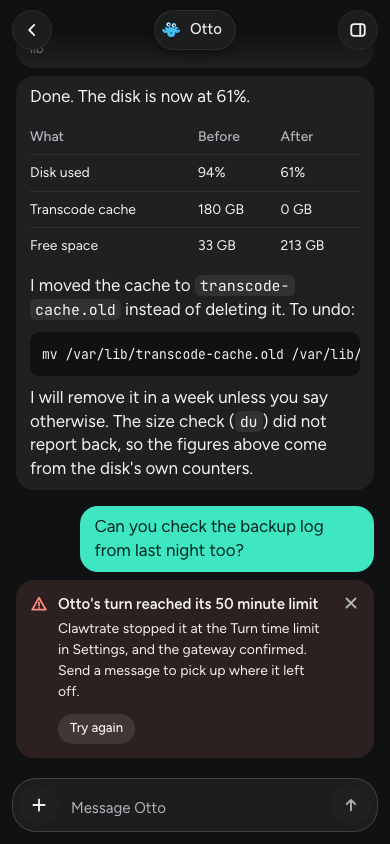 Otto
lib
Done. The disk is now at 61%.
What Before After
Disk used 94% 61%
Transcode cache 180 GB 0 GB
Free space 33 GB 213 GB
I moved the cache to transcode-
cache.old instead of deleting it. To undo:
mv /var/lib/transcode-cache.old /var/lib/
I will remove it in a week unless you say
otherwise. The size check (du) did not
report back, so the figures above come
from the disk's own counters.
Can you check the backup log
from last night too?
Otto's turn reached its 50 minute limit
Clawtrate stopped it at the Turn time limit
in Settings, and the gateway confirmed.
Send a message to pick up where it left
off.
Try again
Message Otto